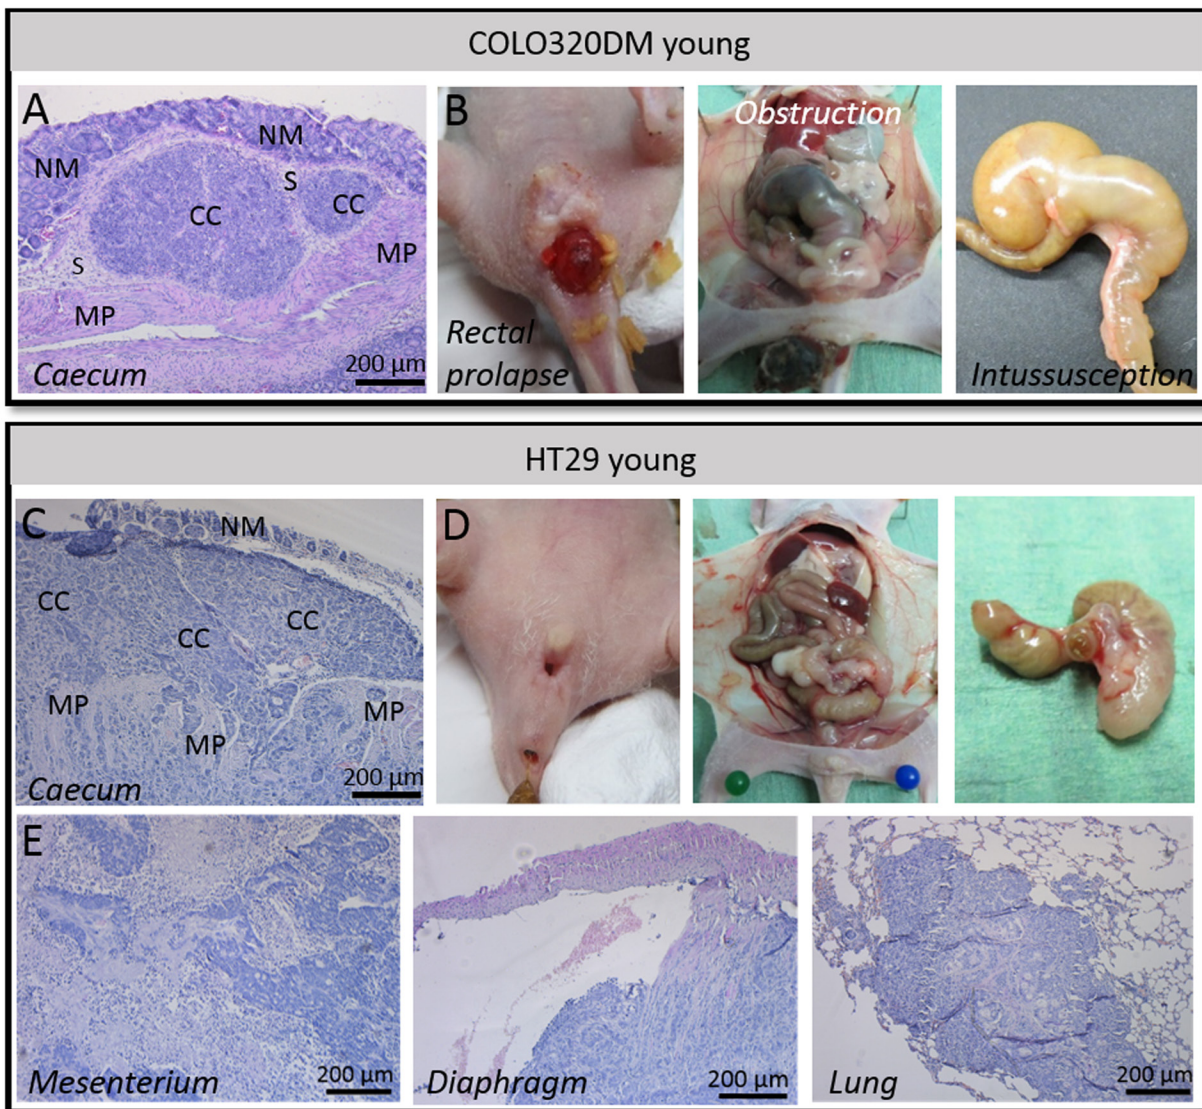 COLO320DM young
A
NM
NM
S
CC
CC
MP
S
MP
200 µm
Caecum
B
Rectal
prolapse
Obstruction
Intussusception
HT29 young
C
NM
CC
CC
CC
MP
MP
MP
200 µm
Caecum
D
E
200 µm
Mesenterium
200 µm
Diaphragm
200 µm
Lung